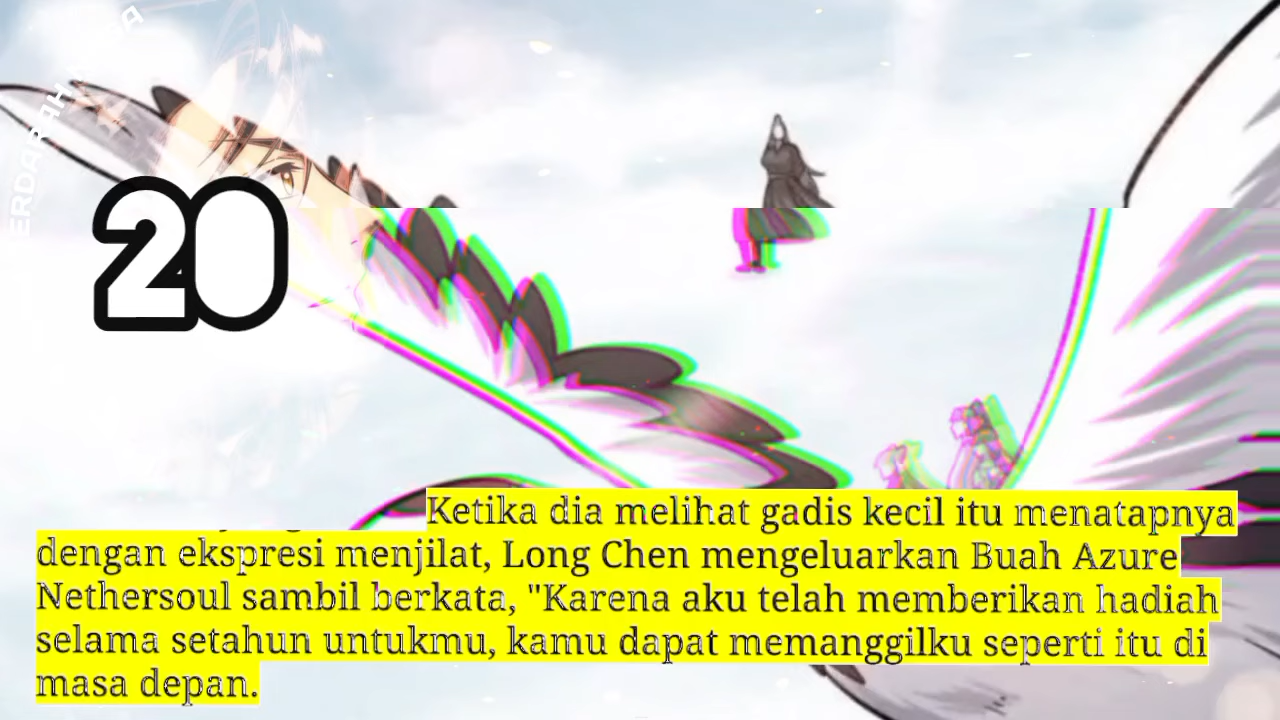 20
Ketika dia melihat gadis kecil itu menatapnya
dengan ekspresi menjilat, Long Chen mengeluarkan Buah Azure
Nethersoul sambil berkata, "Karena aku telah memberikan hadiah
selama setahun untukmu, kamu dapat memanggilku seperti itu di
masa depan.